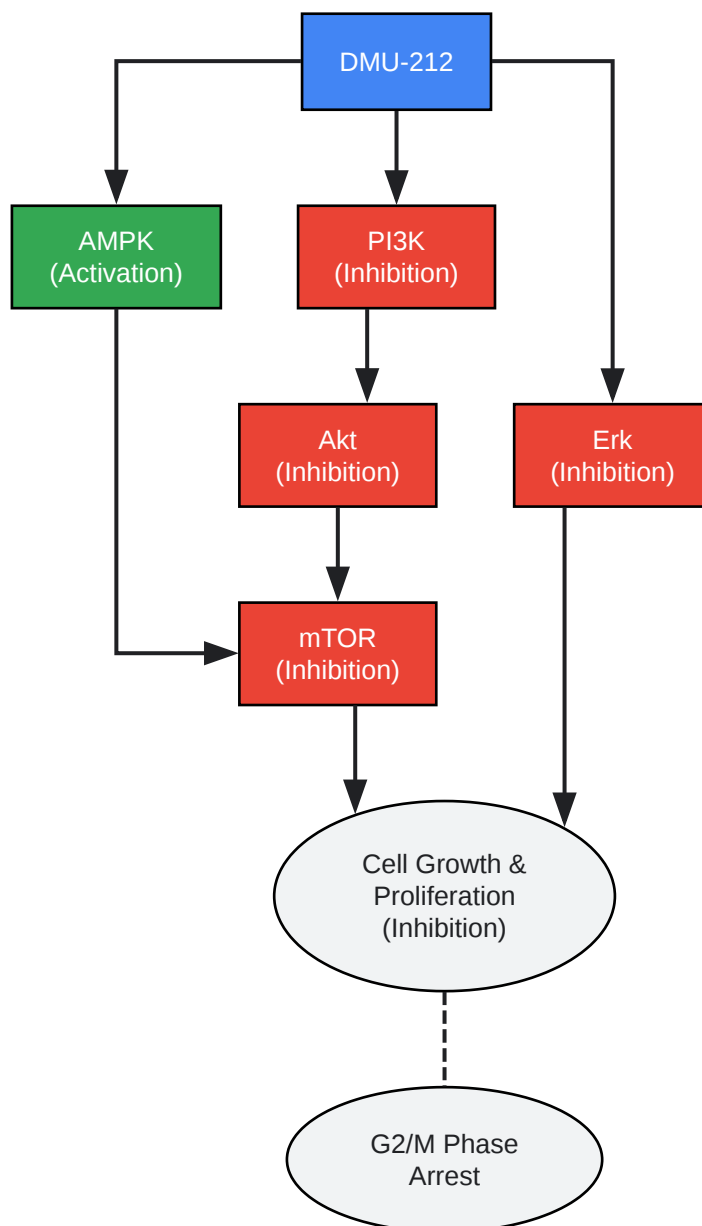 DMU-212
AMPK
(Activation)
PI3K
(Inhibition)
Akt
(Inhibition)
Erk
(Inhibition)
mTOR
(Inhibition)
Cell Growth &
Proliferation
(Inhibition)
G2/M Phase
Arrest